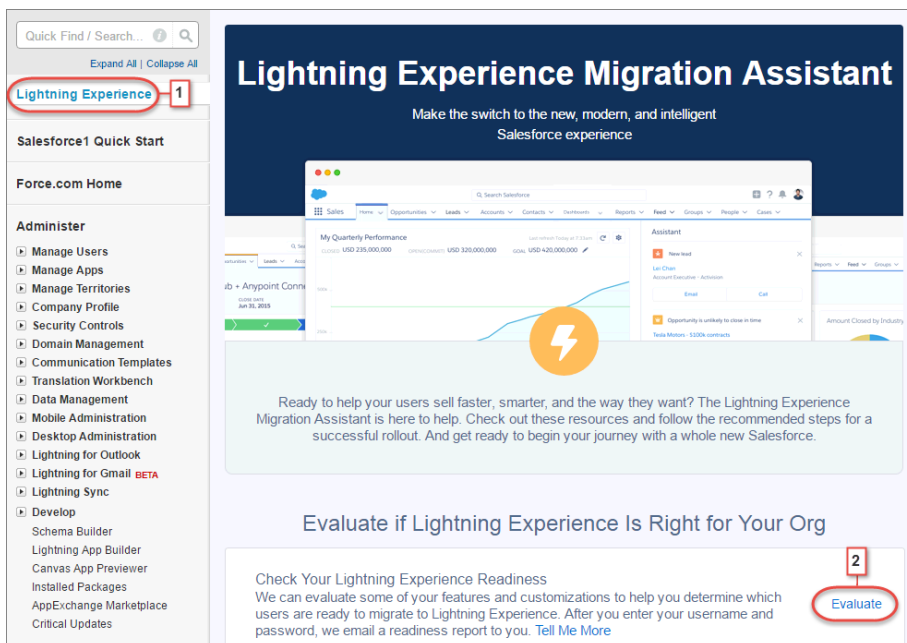 Quick Find / Search...
Expand All | Collapse All
Lightning Experience
1
Salesforce1 Quick Start
Force.com Home
Administer
Manage Users
Manage Apps
Manage Territories
Company Profile
Security Controls
Domain Management
Communication Templates
Translation Workbench
Data Management
Mobile Administration
Desktop Administration
Lightning for Outlook
Lightning for Gmail BETA
Lightning Sync
Develop
Schema Builder
Lightning App Builder
Canvas App Previewer
Installed Packages
AppExchange Marketplace
Critical Updates
Lightning Experience Migration Assistant
Make the switch to the new, modern, and intelligent
Salesforce experience
Search Salesforce
Sales Home Opportunities Leads Accounts Contacts Dashboards Reports Feed Groups People Cases
My Quarterly Performance
CLOSED USD 235,000,000 USD 320,000,000 GOAL USD 420,000,000
Assistant
New lead
Lei Chan
Account Executive - Activision
Email Call
Opportunity is unlikely to close in time
Tesla Motors - $100k contracts
Leads
+ Anypoint
CLOSE DATE
Jun 31, 2015
Reports Feed Groups
Amount Closed by Industry
Ready to help your users sell faster, smarter, and the way they want? The Lightning Experience
Migration Assistant is here to help. Check out these resources and follow the recommended steps for a
successful rollout. And get ready to begin your journey with a whole new Salesforce.
Evaluate if Lightning Experience Is Right for Your Org
2
Check Your Lightning Experience Readiness
We can evaluate some of your features and customizations to help you determine which
users are ready to migrate to Lightning Experience. After you enter your username and
password, we email a readiness report to you. Tell Me More
Evaluate